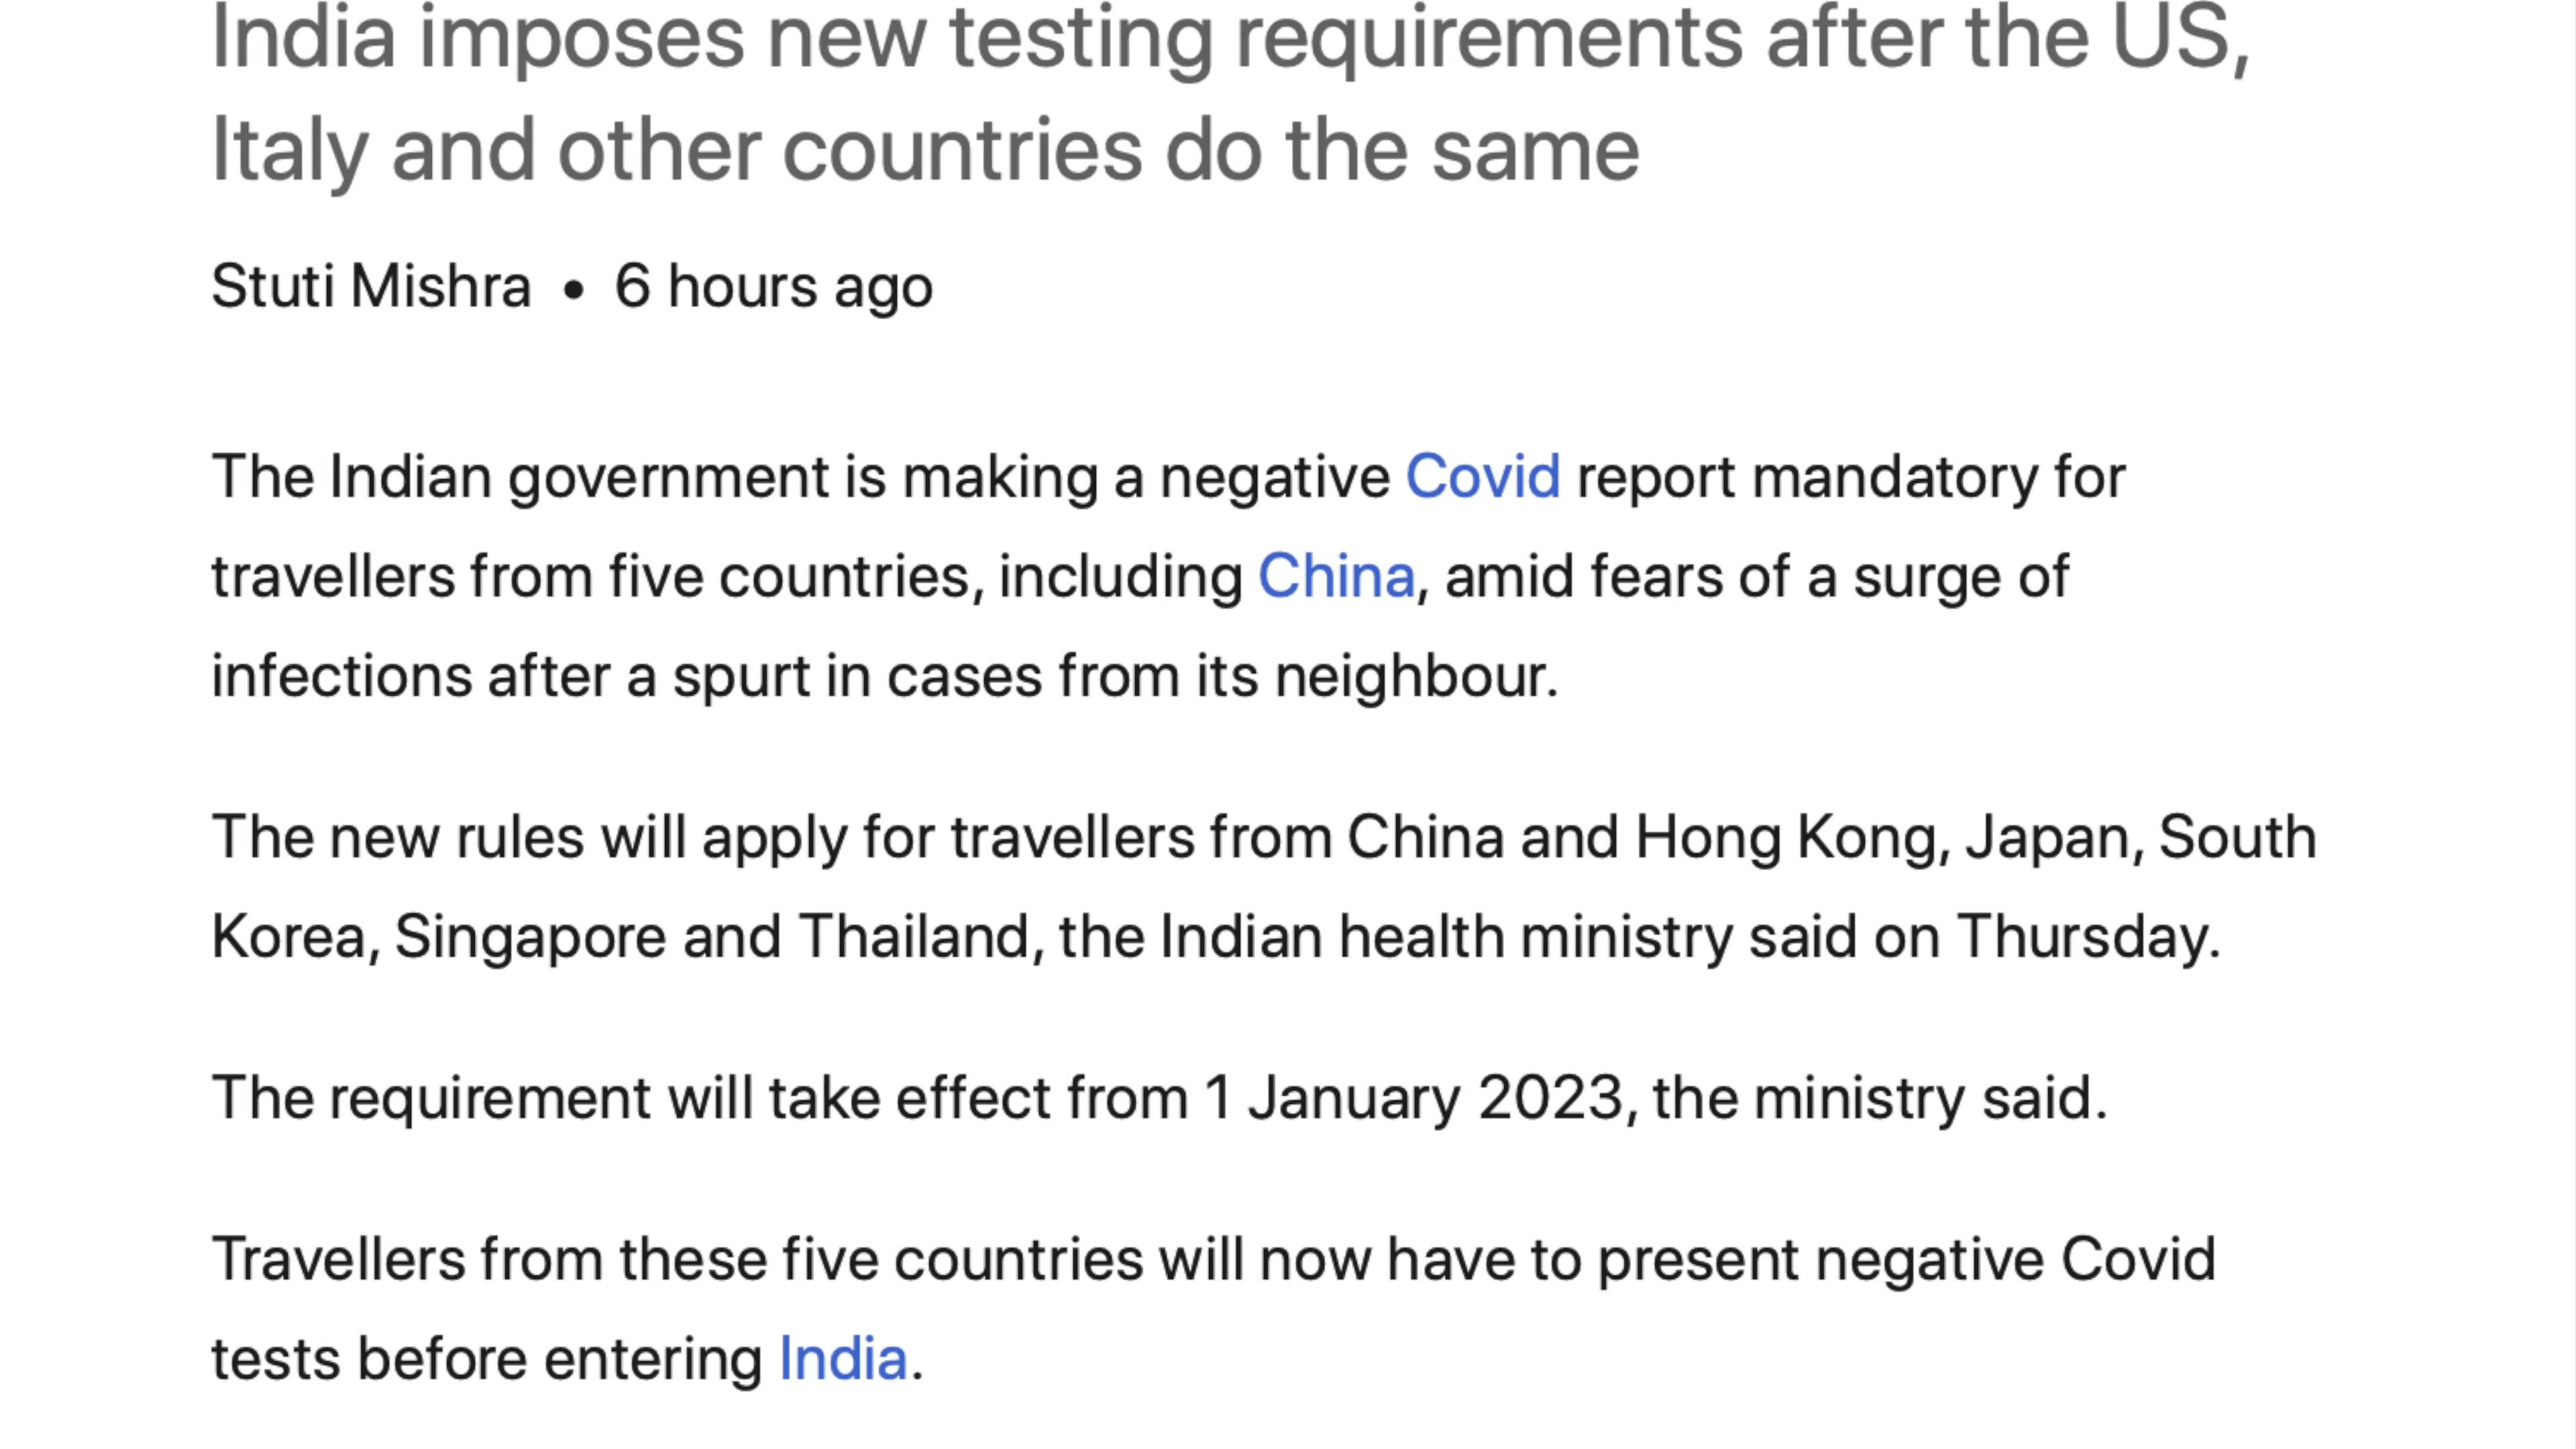 India imposes new testing requirements after the US,
Italy and other countries do the same
Stuti Mishra • 6 hours ago
The Indian government is making a negative Covid report mandatory for
travellers from five countries, including China, amid fears of a surge of
infections after a spurt in cases from its neighbour.
The new rules will apply for travellers from China and Hong Kong, Japan, South
Korea, Singapore and Thailand, the Indian health ministry said on Thursday.
The requirement will take effect from 1 January 2023, the ministry said.
Travellers from these five countries will now have to present negative Covid
tests before entering India.